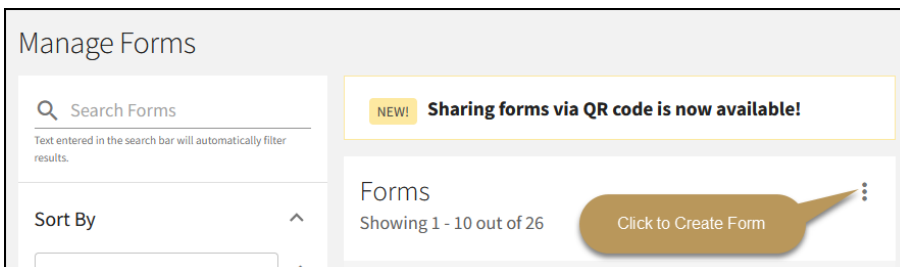 Manage Forms
Search Forms
Text entered in the search bar will automatically filter
results.
Sort By
NEW! Sharing forms via QR code is now available!
Forms
Showing 1 - 10 out of 26
Click to Create Form